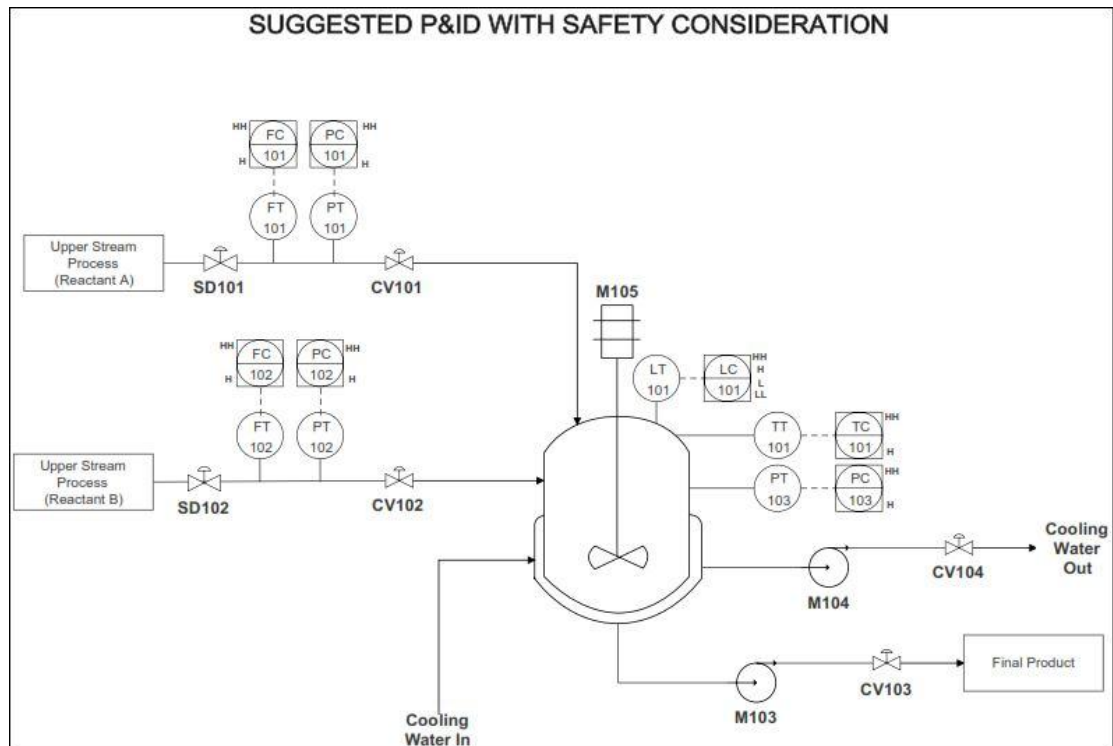 SUGGESTED P&ID WITH SAFETY CONSIDERATION
HH
FC
101
H
PC
101
HH
H
FT
101
PT
101
Upper Stream
Process
(Reactant A)
SD101
CV101
M105
HH
FC
102
H
PC
102
HH
H
LT
101
LC
101
HH
H
L
LL
FT
102
PT
102
TT
101
TC
101
HH
H
Upper Stream
Process
(Reactant B)
SD102
CV102
PT
103
PC
103
HH
H
Cooling
Water
Out
CV104
M104
Final Product
CV103
M103
Cooling
Water In